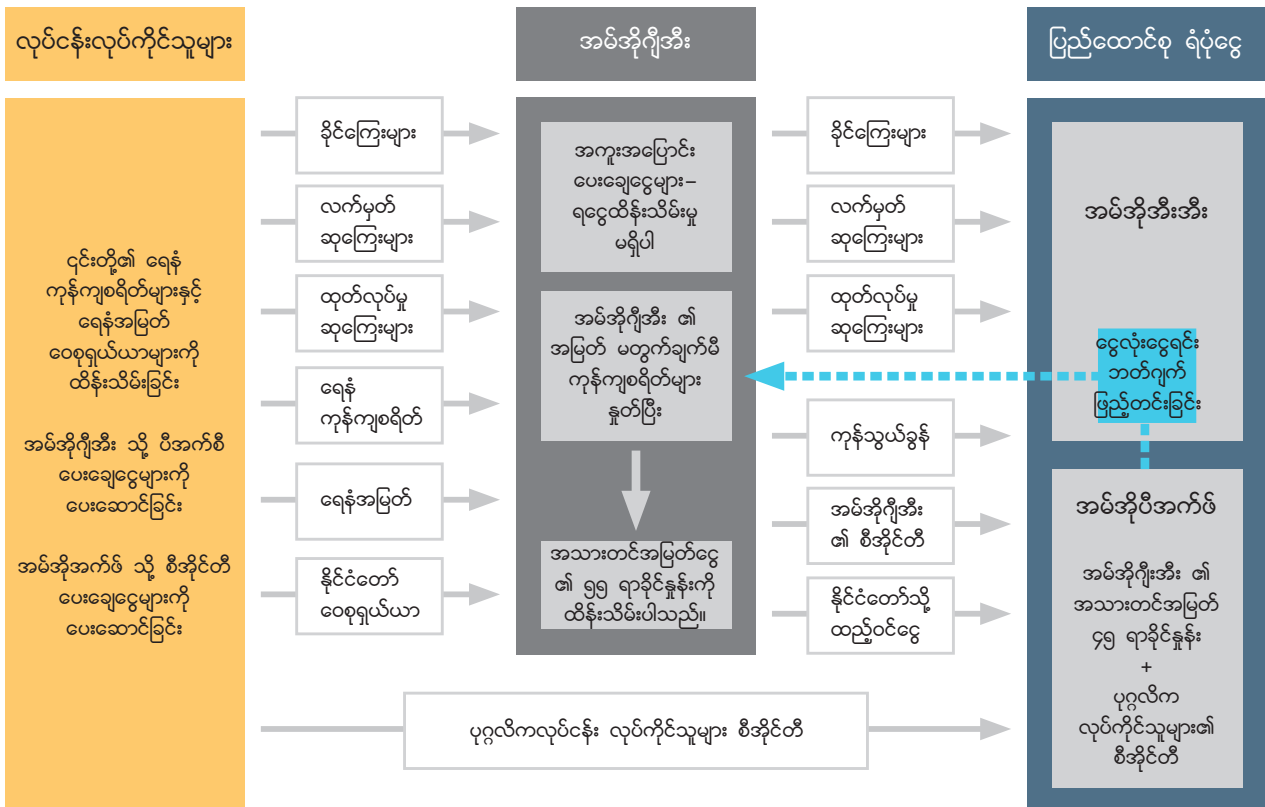 လုပ်ငန်းလုပ်ကိုင်သူများ
၎င်းတို့၏ ရေနံ
ကုန်ကျစရိတ်များနှင့်
ရေနံအမြတ်
ဝေစုရှယ်ယာများကို
ထိန်းသိမ်းခြင်း
အမ်အိုဂျီအီး သို့ ပီအက်စီ
ပေးချေငွေများကို
ပေးဆောင်ခြင်း
အမ်အိုအက်ဖ် သို့ စီအိုင်တီ
ပေးချေငွေများကို
ပေးဆောင်ခြင်း
ခိုင်ကြေးများ
လက်မှတ်
ဆုကြေးများ
ထုတ်လုပ်မှု
ဆုကြေးများ
ရေနံ
ကုန်ကျစရိတ်
ရေနံအမြတ်
နိုင်ငံတော်
ဝေစုရှယ်ယာ
အမ်အိုဂျီအီး
အကူးအပြောင်း
ပေးချေငွေများ–
ရငွေထိန်းသိမ်းမှု
မရှိပါ
အမ်အိုဂျီအီး ၏
အမြတ် မတွက်ချက်မီ
ကုန်ကျစရိတ်များ
နှုတ်ပြီး
အသားတင်အမြတ်ငွေ
၏ ၅၅ ရာခိုင်နှုန်းကို
ထိန်းသိမ်းပါသည်။
ခိုင်ကြေးများ
လက်မှတ်
ဆုကြေးများ
ထုတ်လုပ်မှု
ဆုကြေးများ
ကုန်သွယ်ခွန်
အမ်အိုဂျီအီး
၏ စီအိုင်တီ
နိုင်ငံတော်သို့
ထည့်ဝင်ငွေ
ပြည်ထောင်စု ရံပုံငွေ
အမ်အိုအီးအီး
ငွေလုံးငွေရင်း
ဘတ်ဂျက်
ဖြည့်တင်းခြင်း
အမ်အိုပီအက်ဖ်
အမ်အိုဂျီးအီး ၏
အသားတင်အမြတ်
၄၅ ရာခိုင်နှုန်း
+
ပုဂ္ဂလိက
လုပ်ကိုင်သူများ၏
စီအိုင်တီ
ပုဂ္ဂလိကလုပ်ငန်း လုပ်ကိုင်သူများ စီအိုင်တီ